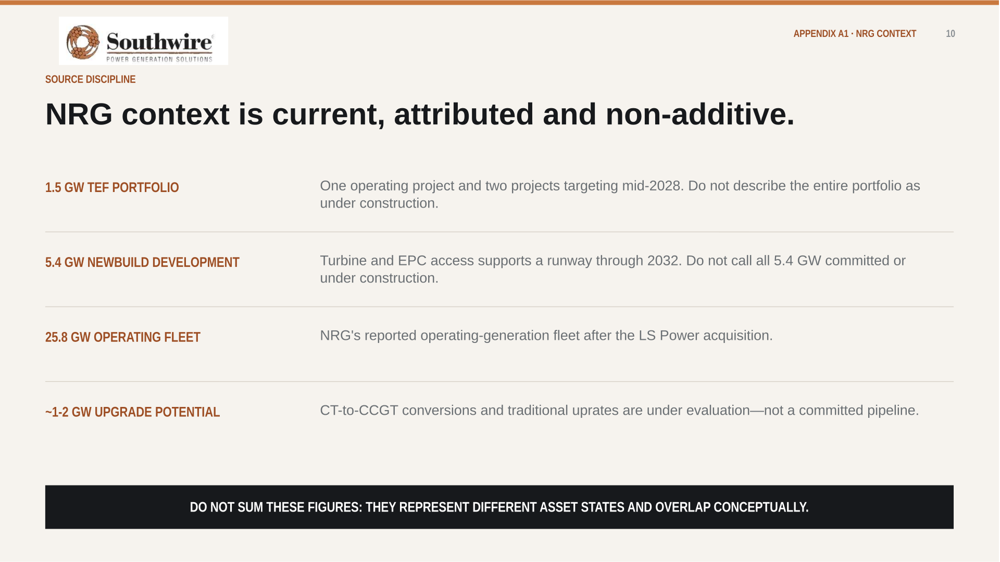 Southwire®
POWER GENERATION SOLUTIONS
APPENDIX A1 · NRG CONTEXT 10
SOURCE DISCIPLINE
NRG context is current, attributed and non-additive.
1.5 GW TEF PORTFOLIO
One operating project and two projects targeting mid-2028. Do not describe the entire portfolio as
under construction.
5.4 GW NEWBUILD DEVELOPMENT
Turbine and EPC access supports a runway through 2032. Do not call all 5.4 GW committed or
under construction.
25.8 GW OPERATING FLEET
NRG's reported operating-generation fleet after the LS Power acquisition.
~1-2 GW UPGRADE POTENTIAL
CT-to-CCGT conversions and traditional uprates are under evaluation—not a committed pipeline.
DO NOT SUM THESE FIGURES: THEY REPRESENT DIFFERENT ASSET STATES AND OVERLAP CONCEPTUALLY.